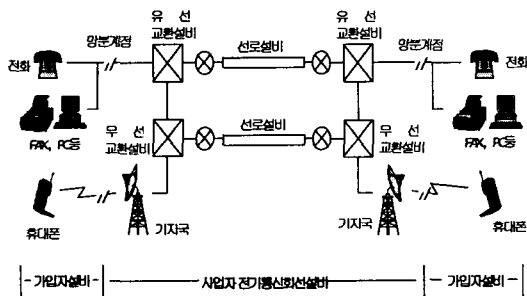 유 선
교환설비
유 선
교환설비
망분계점
선로설비
망분계점
전화
전화
FAX, PC등
무 선
교환설비
선로설비
무 선
교환설비
FAX, PC등
휴대폰
기지국
기지국
휴대폰
가입자설비
사업자 전기통신회선설비
가입자설비